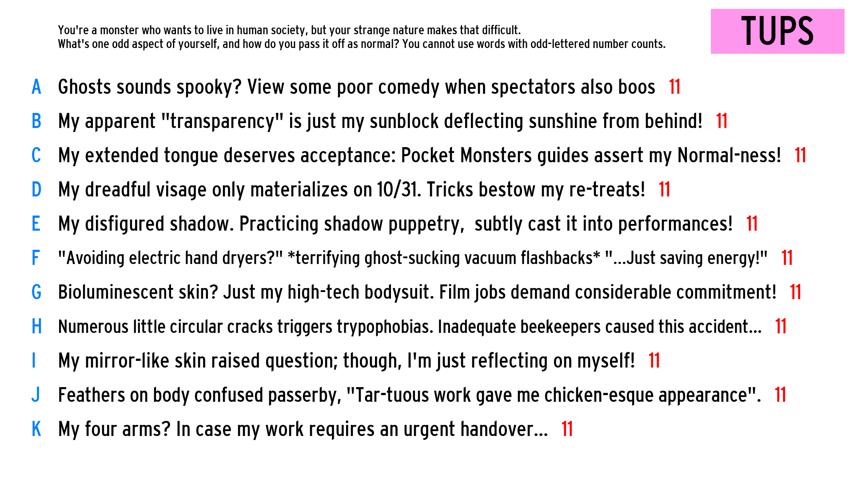 You're a monster who wants to live in human society, but your strange nature makes that difficult.
What's one odd aspect of yourself, and how do you pass it off as normal? You cannot use words with odd-lettered number counts.
TUPS
A Ghosts sounds spooky? View some poor comedy when spectators also boos 11
B My apparent "transparency" is just my sunblock deflecting sunshine from behind! 11
C My extended tongue deserves acceptance: Pocket Monsters guides assert my Normal-ness! 11
D My dreadful visage only materializes on 10/31. Tricks bestow my re-treats! 11
E My disfigured shadow. Practicing shadow puppetry, subtly cast it into performances! 11
F "Avoiding electric hand dryers?" *terrifying ghost-sucking vacuum flashbacks* "...Just saving energy!" 11
G Bioluminescent skin? Just my high-tech bodysuit. Film jobs demand considerable commitment! 11
H Numerous little circular cracks triggers trypophobias. Inadequate beekeepers caused this accident... 11
I My mirror-like skin raised question; though, I'm just reflecting on myself! 11
J Feathers on body confused passerby, "Tar-tuous work gave me chicken-esque appearance". 11
K My four arms? In case my work requires an urgent handover... 11